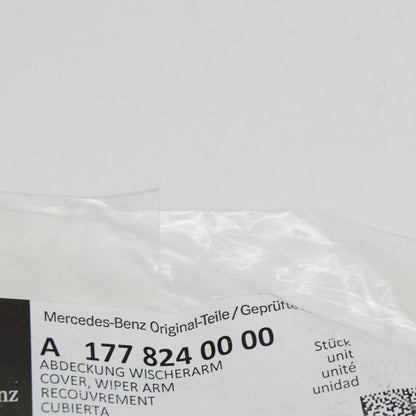 Mercedes-Benz Original-Teile/Geprüfte
A 177 824 00 00
ABDECKUNG WISCHERARM
COVER, WIPER ARM
RECOUVREMENT
CUBIERTA
Stück
unit
unité
unidad
nz